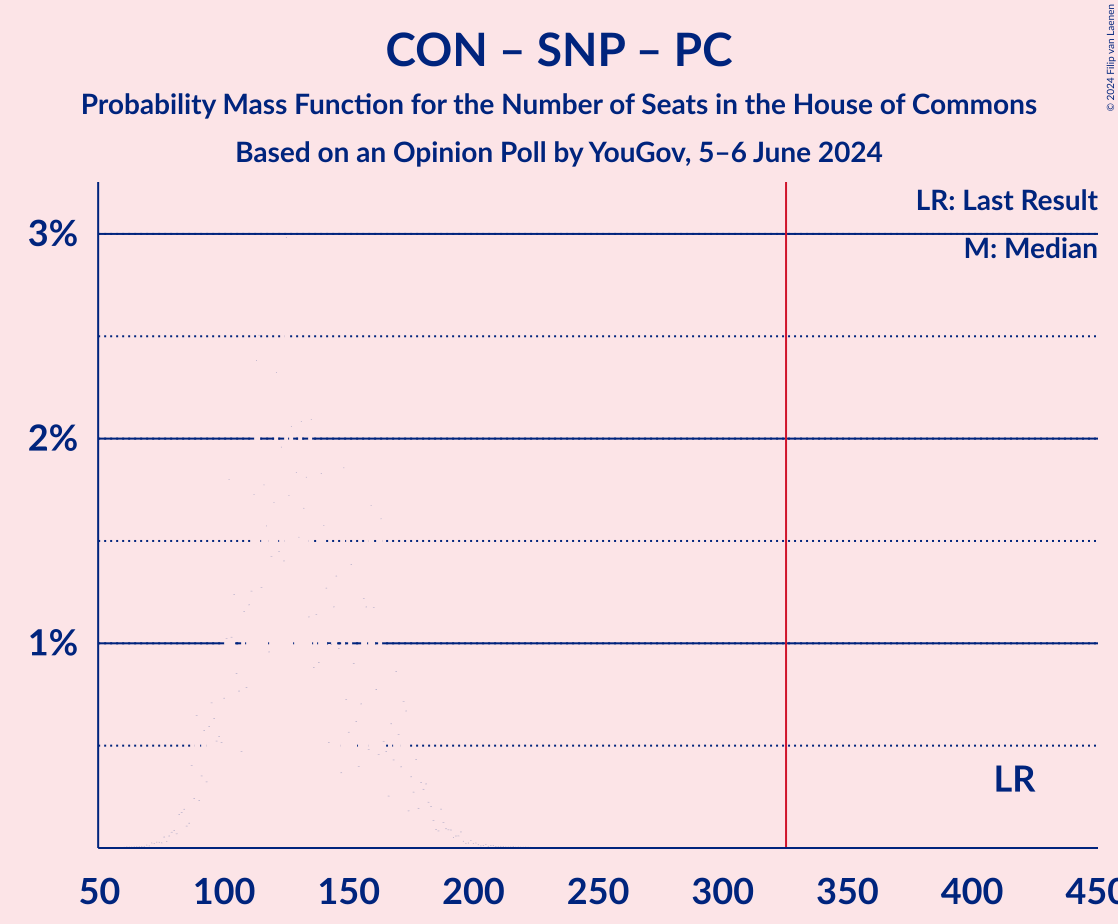 CON – SNP – PC
Probability Mass Function for the Number of Seats in the House of Commons
Based on an Opinion Poll by YouGov, 5–6 June 2024
© 2024 Filip van Laenen
LR: Last Result
M: Median
3%
2%
1%
LR
50 100 150 200 250 300 350 400 450